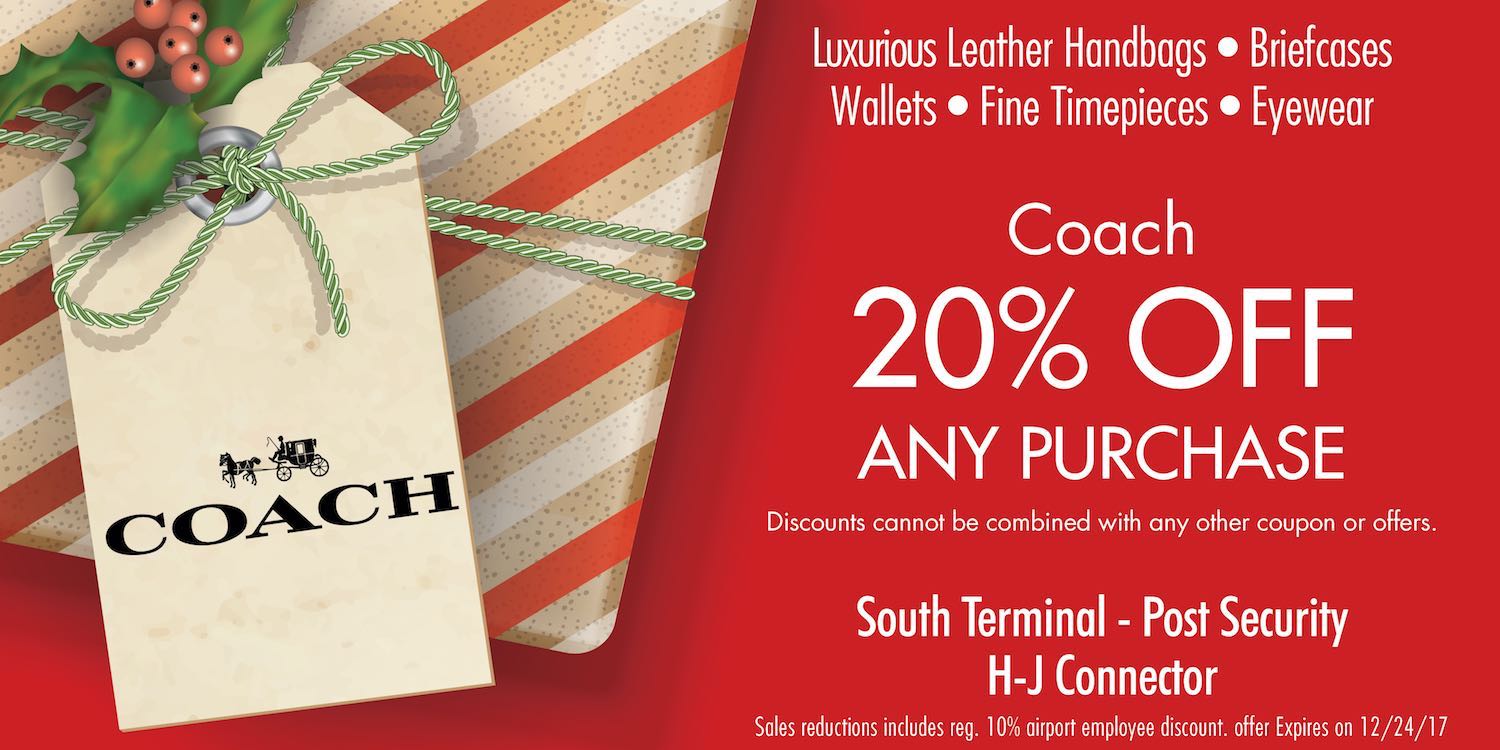 COACH
Luxurious Leather Handbags • Briefcases
Wallets • Fine Timepieces • Eyewear
Coach
20% OFF
ANY PURCHASE
Discounts cannot be combined with any other coupon or offers.
South Terminal - Post Security
H-J Connector
Sales reductions includes reg. 10% airport employee discount. offer Expires on 12/24/17